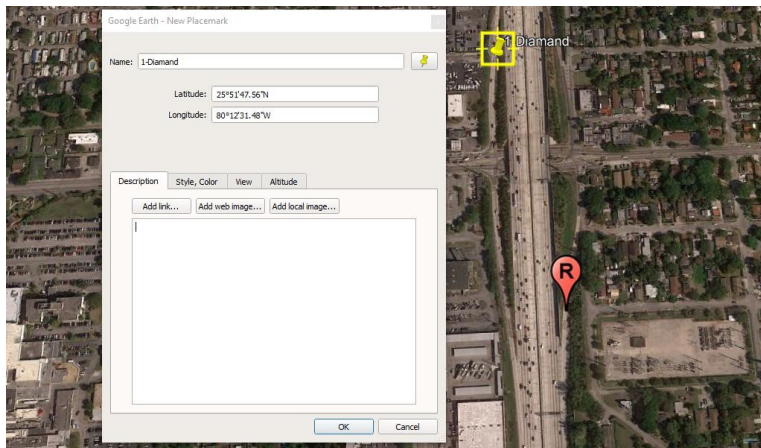 Google Earth - New Placemark
1-Diamand
Name: 1-Diamand
Latitude: 25°51'47.56"N
Longitude: 80°12'31.48"W
Description Style, Color View Altitude
Add link... Add web image... Add local image...
R
OK Cancel